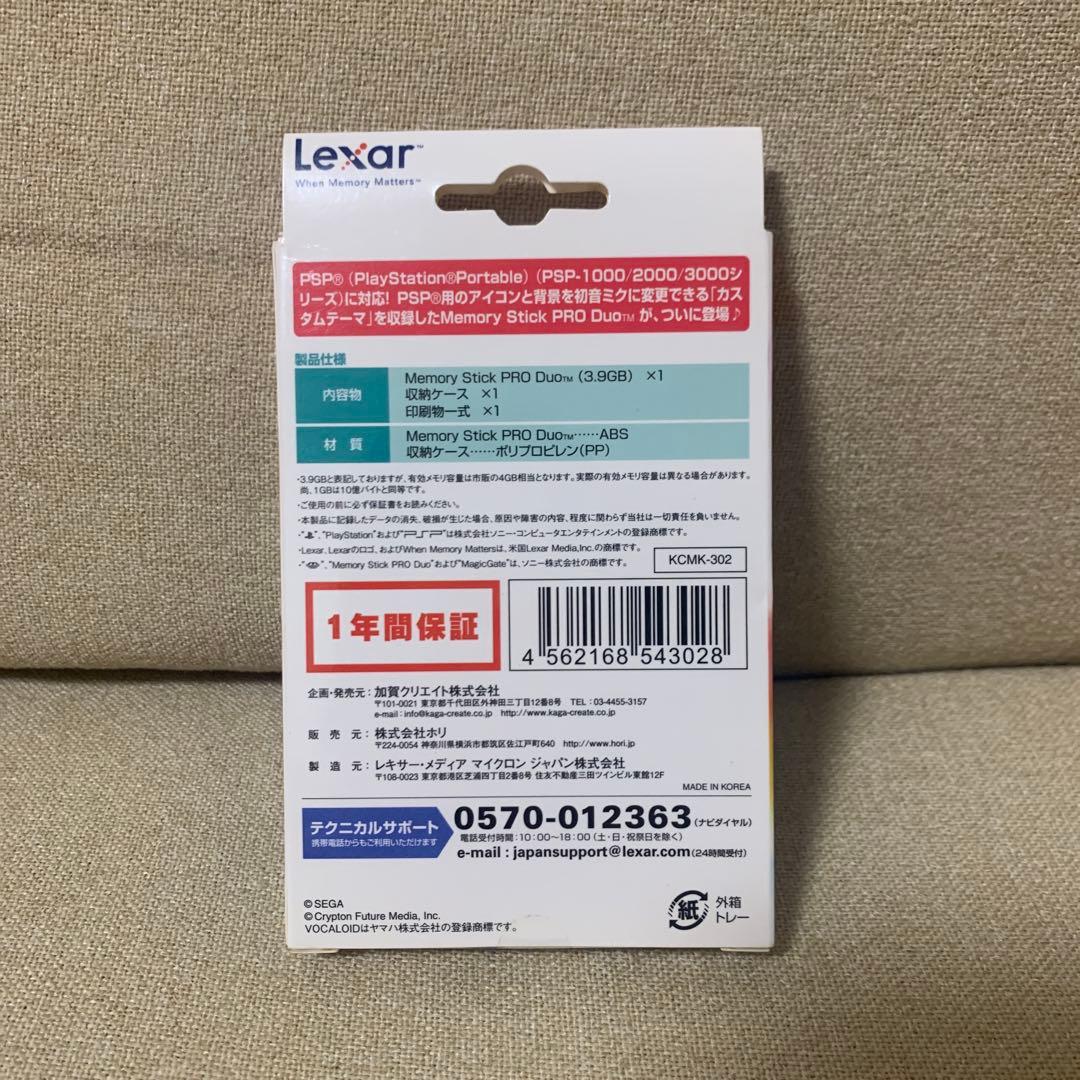 Lexar™
When Memory Matters™
PSP®（PlayStation®Portable）(PSP-1000/2000/3000シ
リーズ)に対応! PSP®用のアイコンと背景を初音ミクに変更できる「カス
タムテーマ」を収録したMemory Stick PRO Duo™ が、ついに登場♪
製品仕様
内容物
Memory Stick PRO Duo™（3.9GB） ×1
収納ケース ×1
印刷物一式 ×1
材 質
Memory Stick PRO Duo™……ABS
収納ケース……ポリプロピレン(PP)
・3.9GBと表記しておりますが、有効メモリ容量は市販の4GB相当となります。実際の有効メモリ容量は異なる場合があります。
尚、1GBは10億バイトと同等です。
・ご使用の前に必ず保証書をお読みください。
・本製品に記録したデータの消失、破損が生じた場合、原因や障害の内容、程度に関わらず当社は一切責任を負いません。
・" ", "PlayStation"および"PSP"は株式会社ソニー・コンピュータエンタテインメントの登録商標です。
・Lexar、Lexarのロゴ、およびWhen Memory Mattersは、米国Lexar Media,Inc.の商標です。
・" ", "Memory Stick PRO Duo"および"MagicGate"は、ソニー株式会社の商標です。
KCMK-302
1年間保証
4 562168 543028
企画・発売元：加賀クリエイト株式会社
〒101-0021 東京都千代田区外神田三丁目12番8号 TEL：03-4455-3157
e-mail：info@kaga-create.co.jp http://www.kaga-create.co.jp
販 売 元：株式会社ホリ
〒224-0054 神奈川県横浜市都筑区佐江戸町640 http://www.hori.jp
製 造 元：レキサー・メディア マイクロン ジャパン株式会社
〒108-0023 東京都港区芝浦四丁目2番8号 住友不動産三田ツインビル東館12F
MADE IN KOREA
テクニカルサポート
携帯電話からもご利用いただけます
0570-012363(ナビダイヤル)
電話受付時間：10：00～18：00（土・日・祝祭日を除く）
e-mail：japansupport@lexar.com(24時間受付)
©SEGA
©Crypton Future Media, Inc.
VOCALOIDはヤマハ株式会社の登録商標です。
紙
外箱
トレー